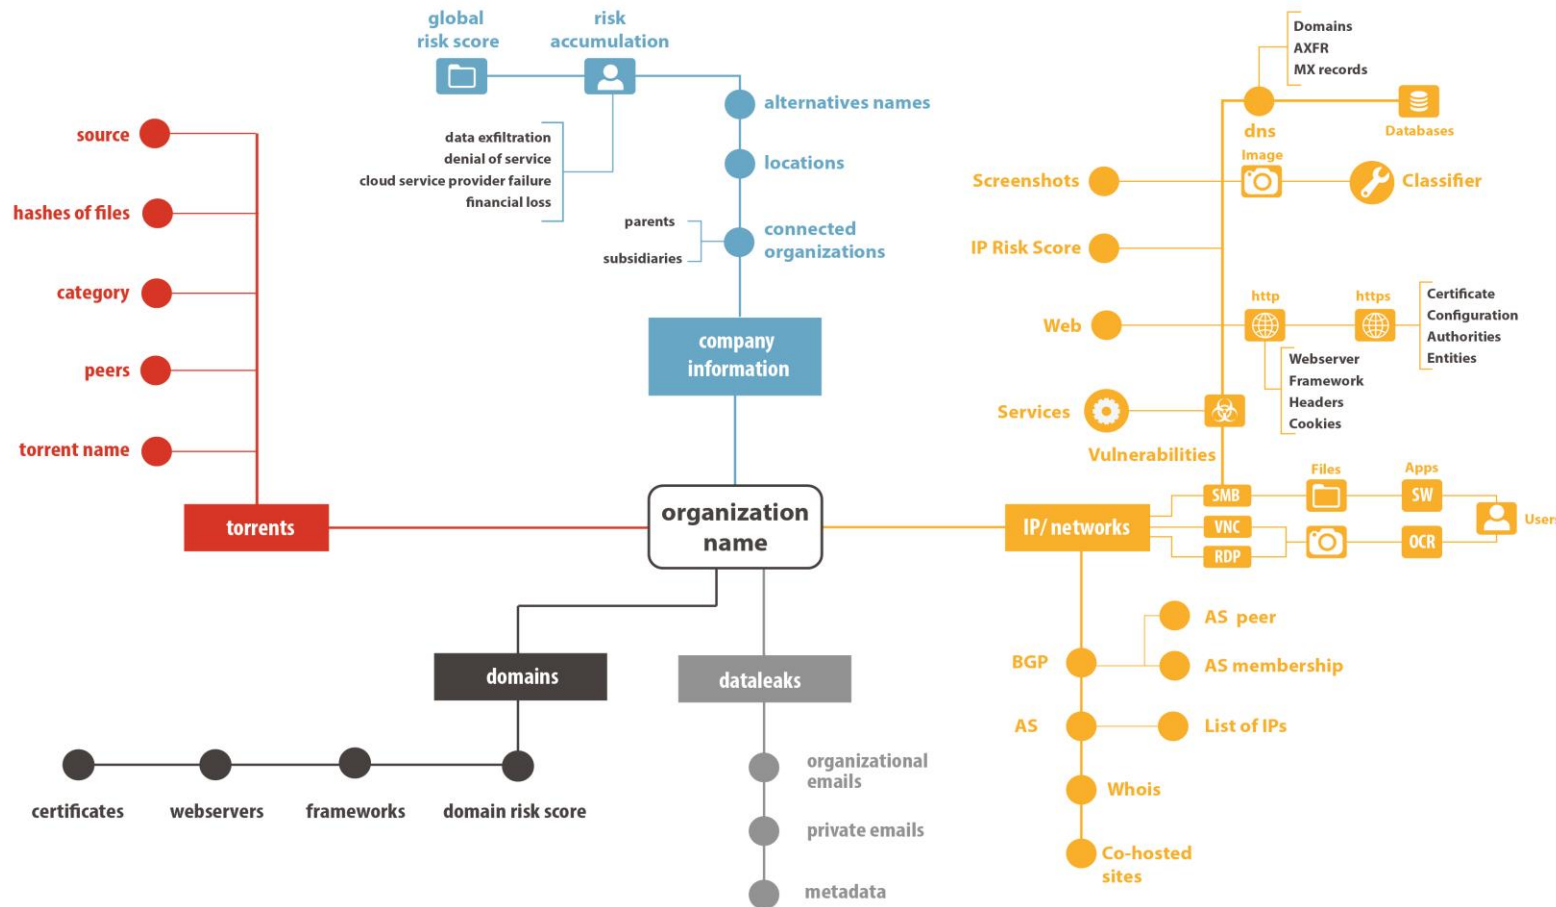 global
risk score
risk
accumulation
data exfiltration
denial of service
cloud service provider failure
financial loss
alternatives names
locations
connected
organizations
parents
subsidiaries
company
information
source
hashes of files
category
peers
torrent name
torrents
organization
name
domains
certificates
webservers
frameworks
domain risk score
dataleaks
organizational
emails
private emails
metadata
Domains
AXFR
MX records
dns
Databases
Screenshots
Image
Classifier
IP Risk Score
Web
http
https
Certificate
Configuration
Authorities
Entities
Webserver
Framework
Headers
Cookies
Services
Vulnerabilities
IP/ networks
SMB
VNC
RDP
Files
Apps
SW
OCR
Users
BGP
AS peer
AS membership
AS
List of IPs
Whois
Co-hosted
sites